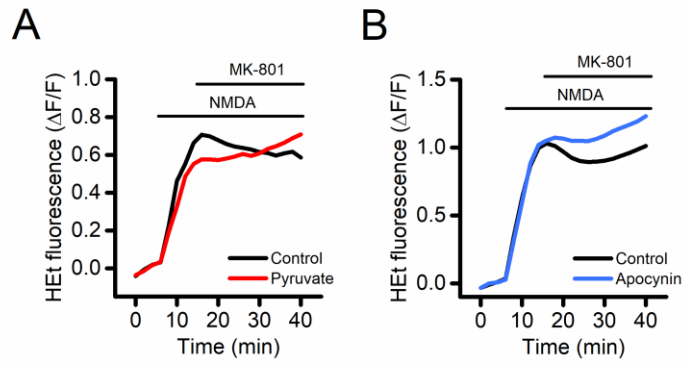 A
MK-801
NMDA
HEt fluorescence (ΔF/F)
1.0
0.8
0.6
0.4
0.2
0.0
Control
Pyruvate
0 10 20 30 40
Time (min)
B
MK-801
NMDA
HEt fluorescence (ΔF/F)
1.5
1.0
0.5
0.0
Control
Apocynin
0 10 20 30 40
Time (min)